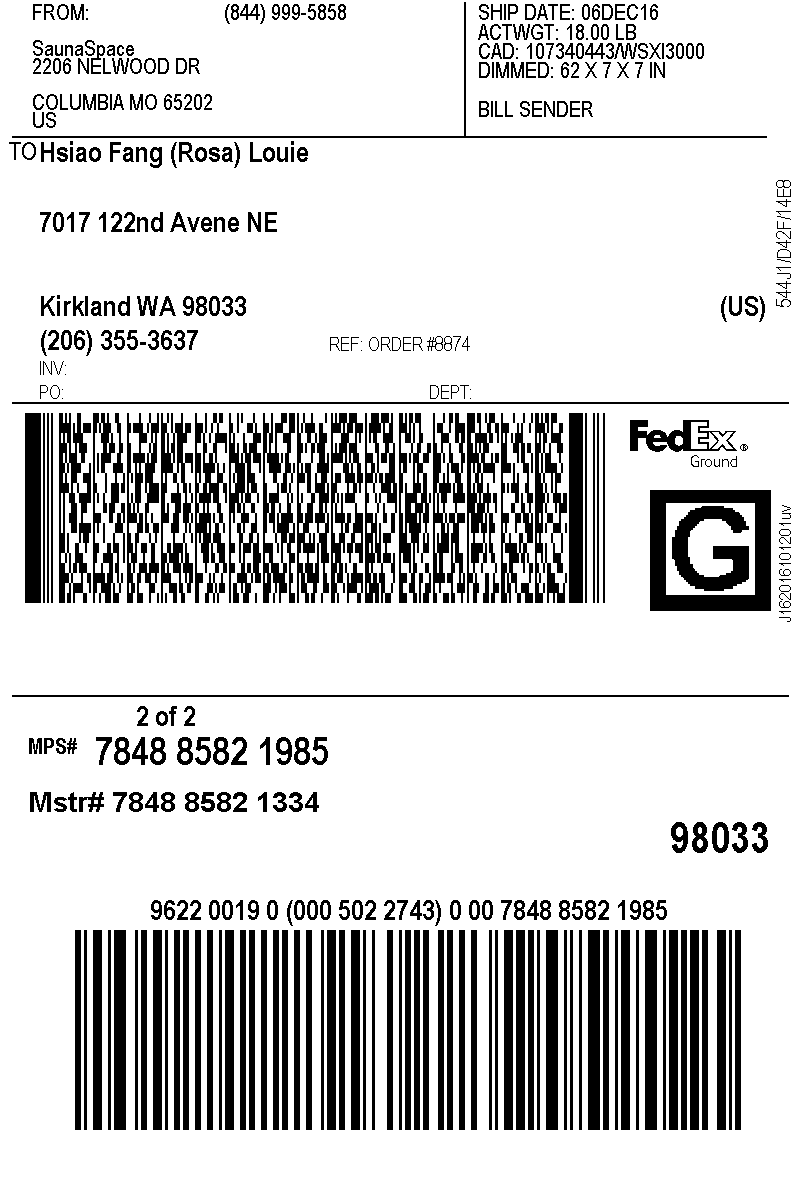 FROM: (844) 999-5858
SaunaSpace
2206 NELWOOD DR
COLUMBIA MO 65202
US
SHIP DATE: 06DEC16
ACTWGT: 18.00 LB
CAD: 107340443/WSXI3000
DIMMED: 62 X 7 X 7 IN
BILL SENDER
TO Hsiao Fang (Rosa) Louie
7017 122nd Avene NE
Kirkland WA 98033 (US)
(206) 355-3637 REF: ORDER #8874
INV:
PO: DEPT:
544J1/D42F/14E8
FedEx®
Ground
G
J162016101201uv
2 of 2
MPS# 7848 8582 1985
Mstr# 7848 8582 1334
98033
9622 0019 0 (000 502 2743) 0 00 7848 8582 1985